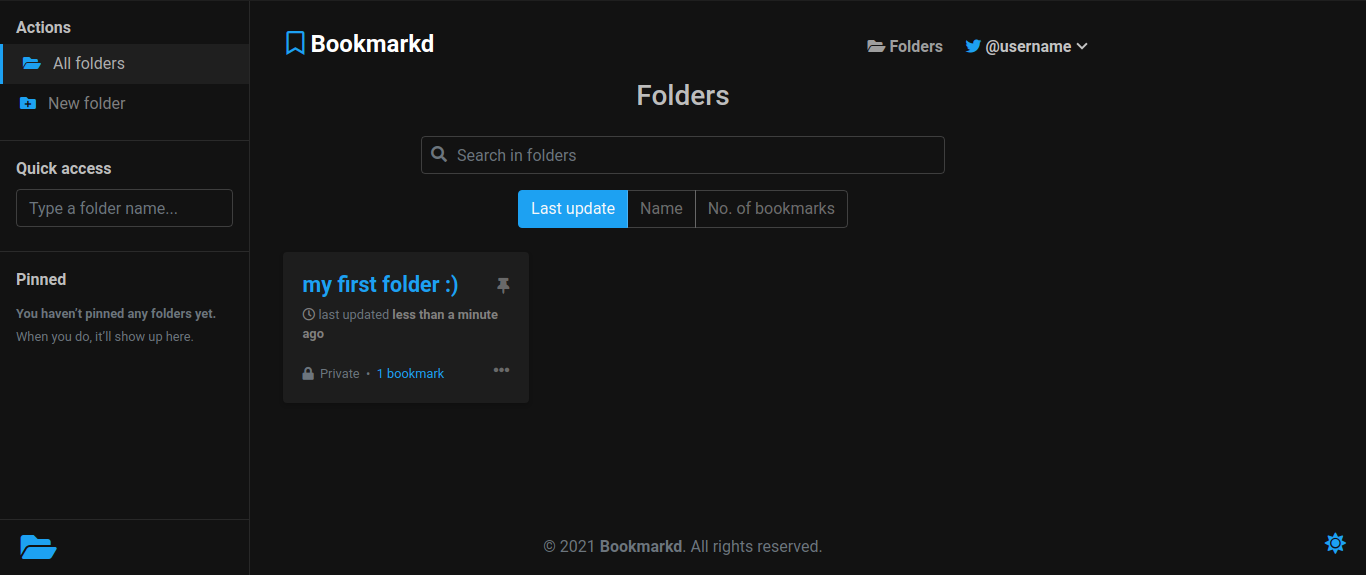 Actions
All folders
New folder
Quick access
Type a folder name...
Pinned
You haven't pinned any folders yet.
When you do, it'll show up here.
Bookmarkd
Folders
@username
Folders
Search in folders
Last update
Name
No. of bookmarks
my first folder :)
last updated less than a minute
ago
Private • 1 bookmark
© 2021 Bookmarkd. All rights reserved.